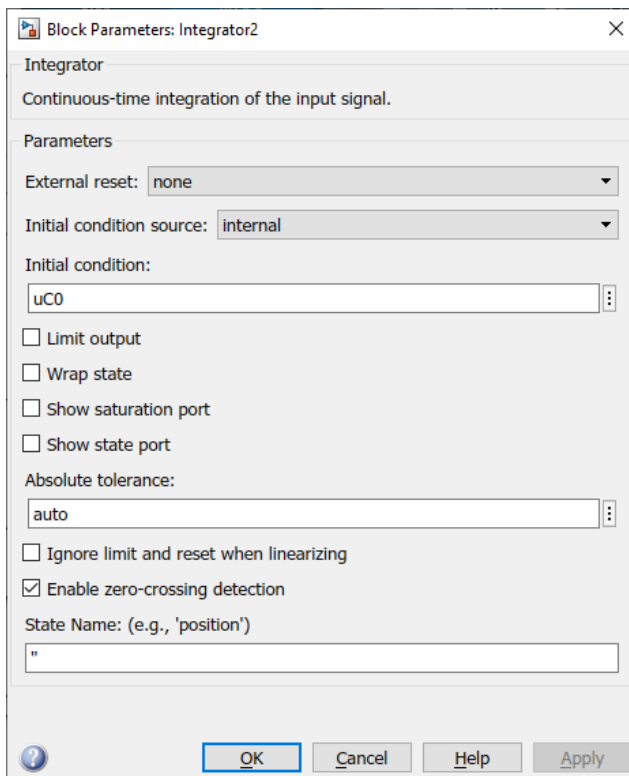 Block Parameters: Integrator2
Integrator
Continuous-time integration of the input signal.
Parameters
External reset: none
Initial condition source: internal
Initial condition:
uC0
Limit output
Wrap state
Show saturation port
Show state port
Absolute tolerance:
auto
Ignore limit and reset when linearizing
Enable zero-crossing detection
State Name: (e.g., 'position')
''
OK Cancel Help Apply